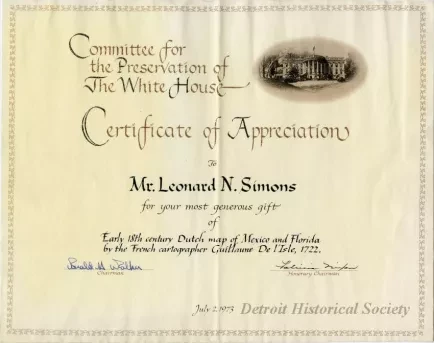 Committee for
the Preservation of
The White House
Certificate of Appreciation
To
Mr. Leonard N. Simons
for your most generous gift
of
Early 18th century Dutch map of Mexico and Florida
by the French cartographer Guillaume De l'Isle, 1722.
Chairman
Honorary Chairman
July 2, 1973
Detroit Historical Society